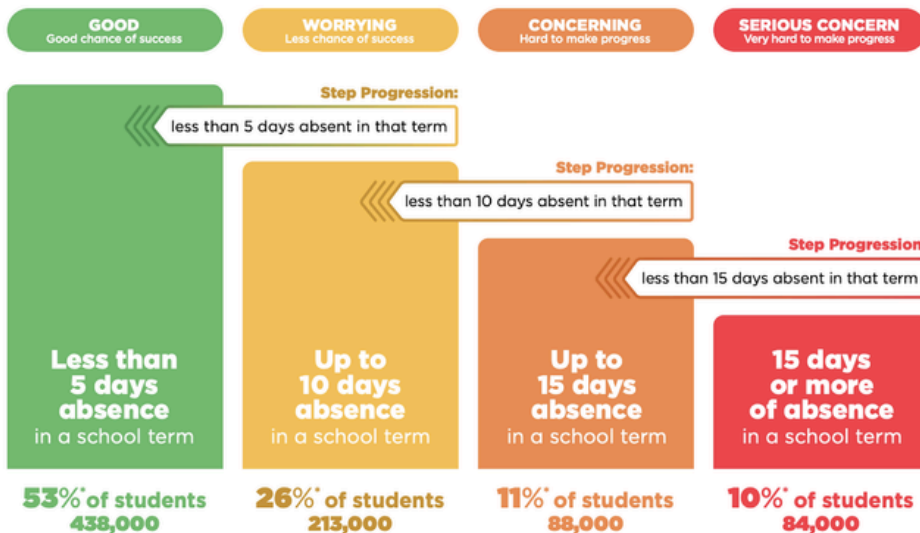 GOOD
Good chance of success
WORRYING
Less chance of success
CONCERNING
Hard to make progress
SERIOUS CONCERN
Very hard to make progress
Step Progression:
less than 5 days absent in that term
Step Progression:
less than 10 days absent in that term
Step Progression
less than 15 days absent in that term
Less than
5 days
absence
in a school term
Up to
10 days
absence
in a school term
Up to
15 days
absence
in a school term
15 days
or more
of absence
in a school term
53%* of students
438,000
26%* of students
213,000
11%* of students
88,000
10%* of students
84,000